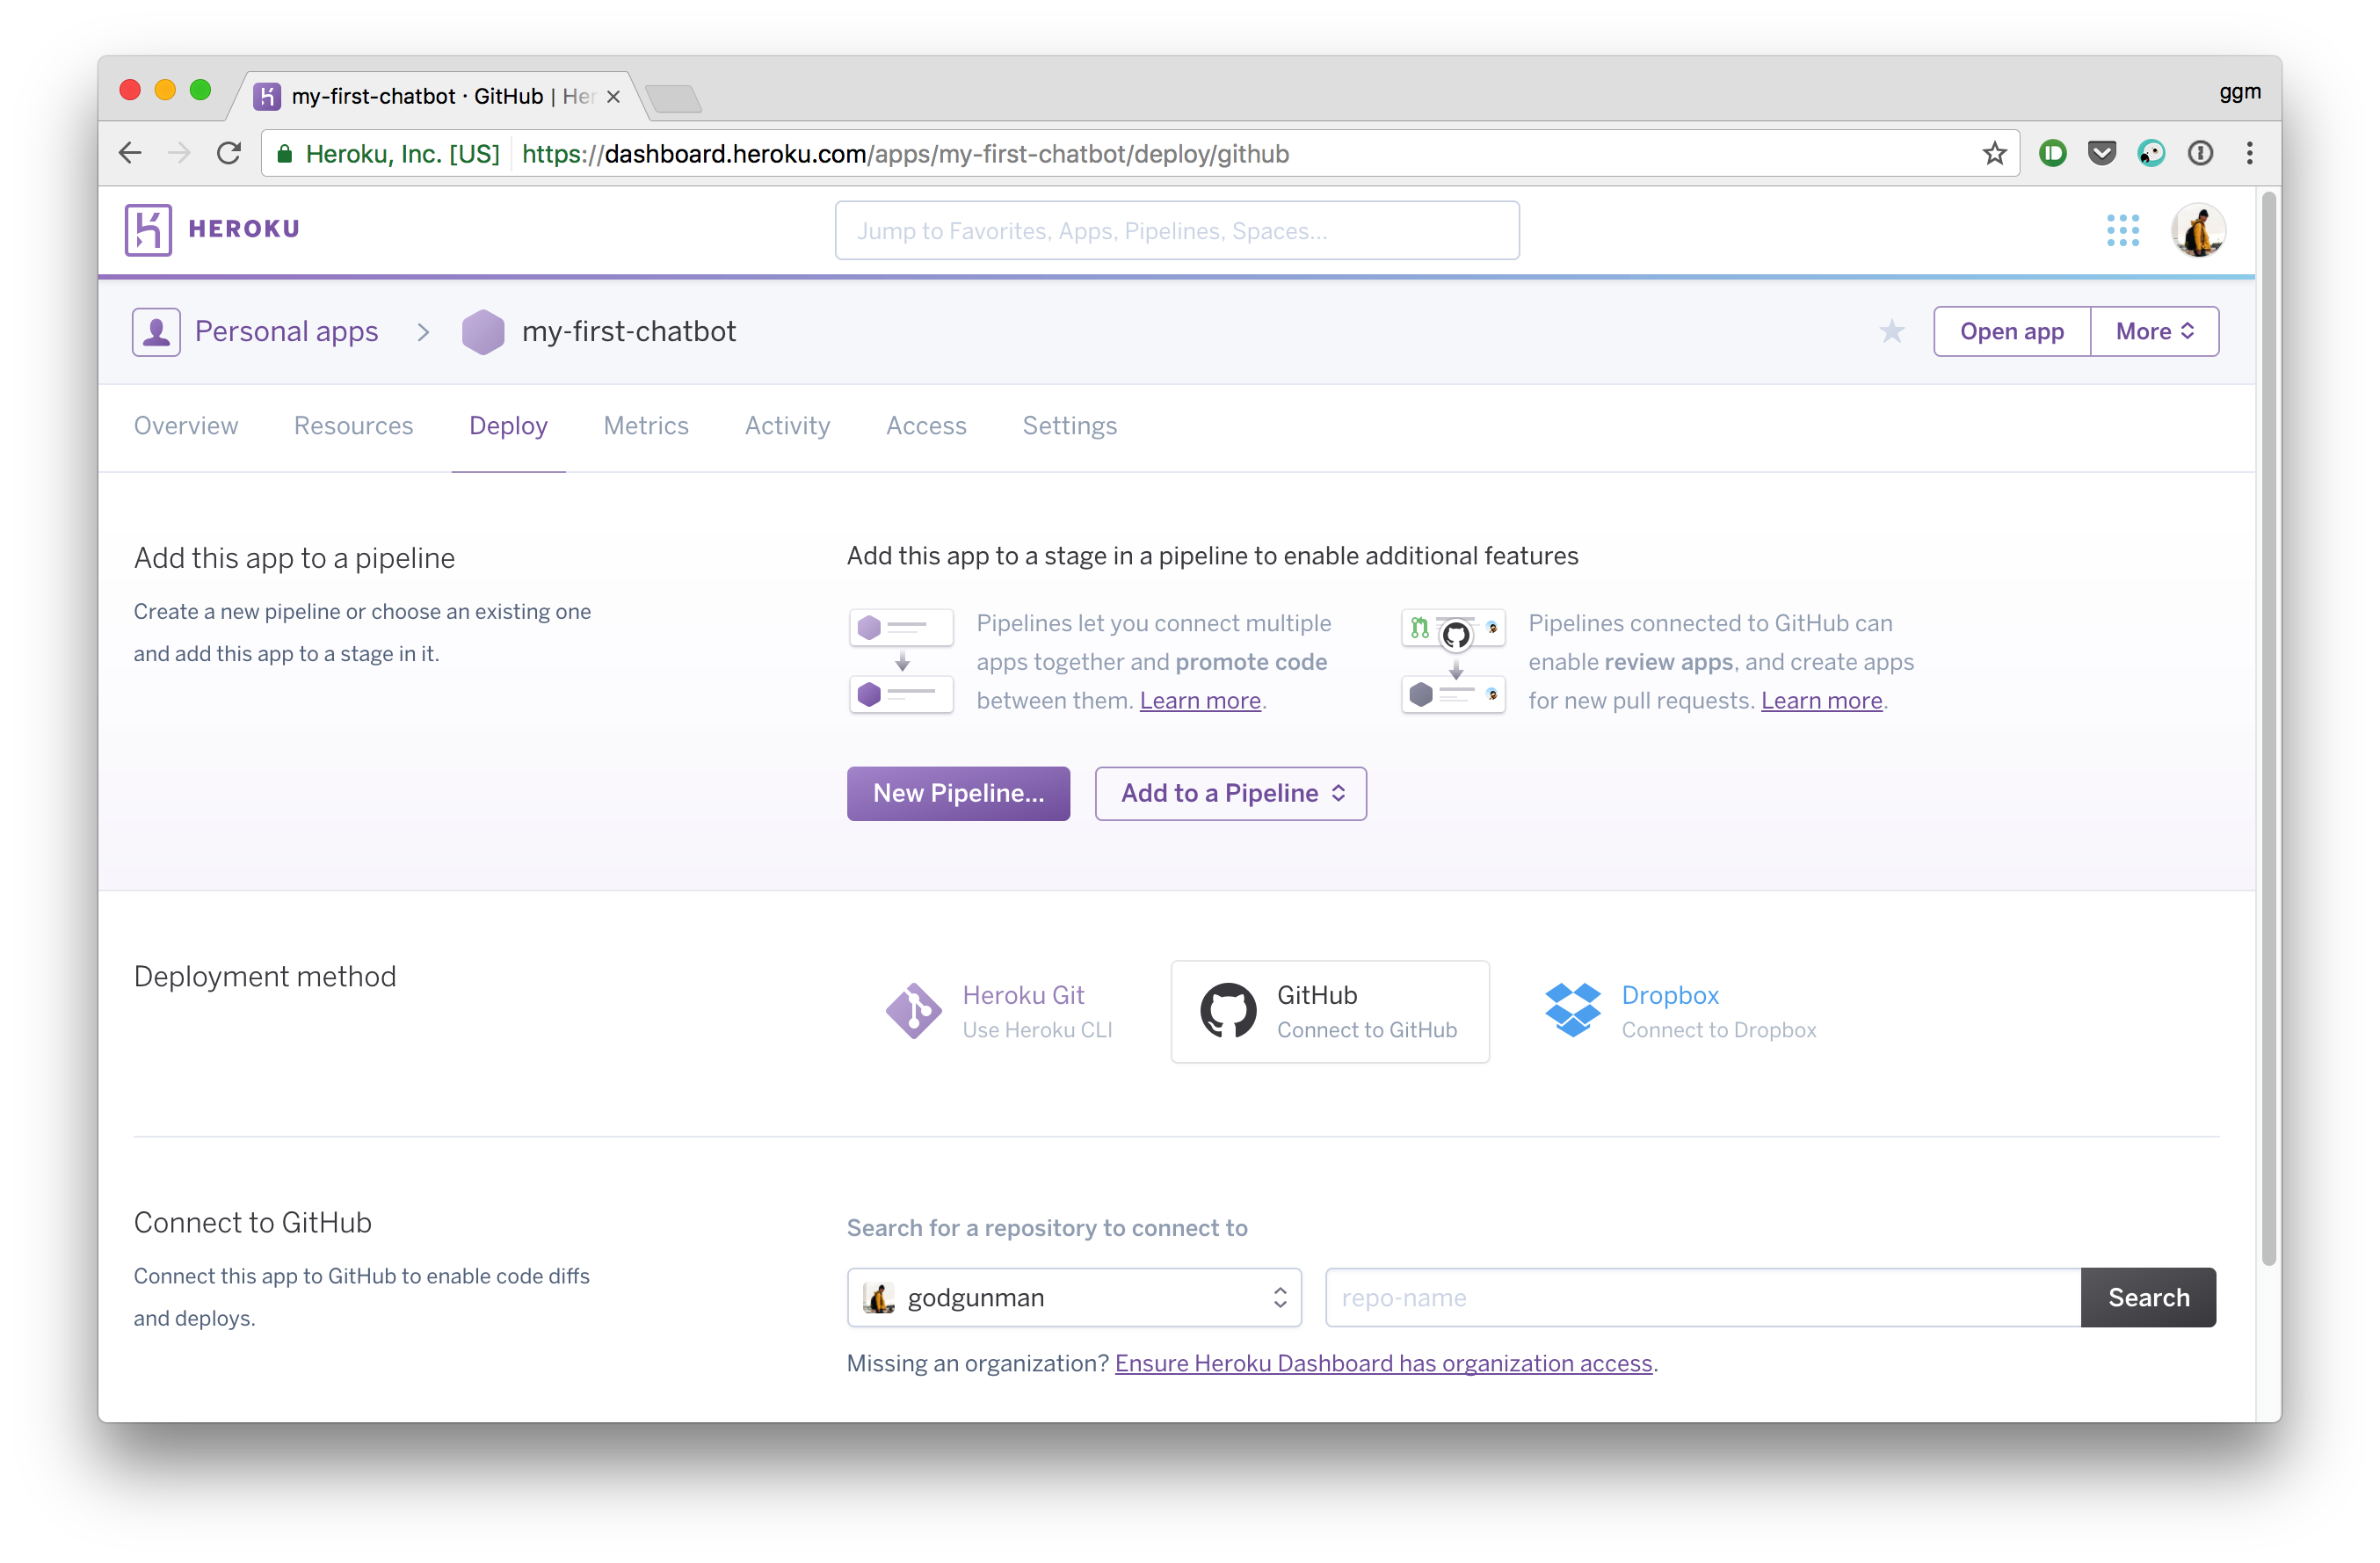 my-first-chatbot · GitHub | Her
ggm
Heroku, Inc. [US] https://dashboard.heroku.com/apps/my-first-chatbot/deploy/github
HEROKU
Jump to Favorites, Apps, Pipelines, Spaces...
Personal apps > my-first-chatbot
Open app
More
Overview Resources Deploy Metrics Activity Access Settings
Add this app to a pipeline
Create a new pipeline or choose an existing one
and add this app to a stage in it.
Add this app to a stage in a pipeline to enable additional features
Pipelines let you connect multiple
apps together and promote code
between them. Learn more.
Pipelines connected to GitHub can
enable review apps, and create apps
for new pull requests. Learn more.
New Pipeline...
Add to a Pipeline
Deployment method
Heroku Git
Use Heroku CLI
GitHub
Connect to GitHub
Dropbox
Connect to Dropbox
Connect to GitHub
Connect this app to GitHub to enable code diffs
and deploys.
Search for a repository to connect to
godgunman
repo-name
Search
Missing an organization? Ensure Heroku Dashboard has organization access.